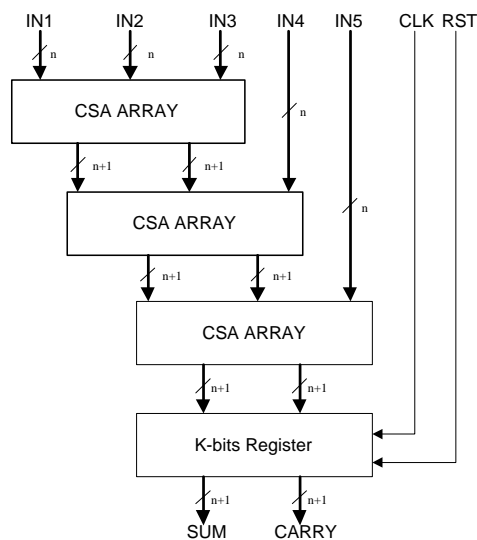 IN1 IN2 IN3 IN4 IN5 CLK RST
n n n
CSA ARRAY
n
n+1 n+1
CSA ARRAY
n
n+1 n+1
CSA ARRAY
n+1 n+1
K-bits Register
n+1 n+1
SUM CARRY